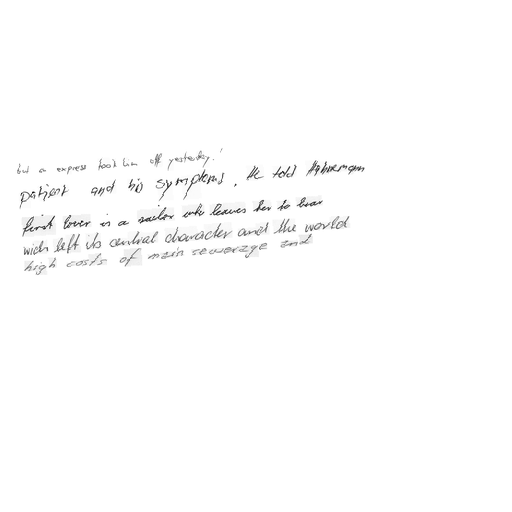 but an express took him off yesterday.'
patient and his symptoms. He told Hahnemann
first lover is a sailor who leaves her to bear
wich left its central character and the world
high costs of main sewerage and